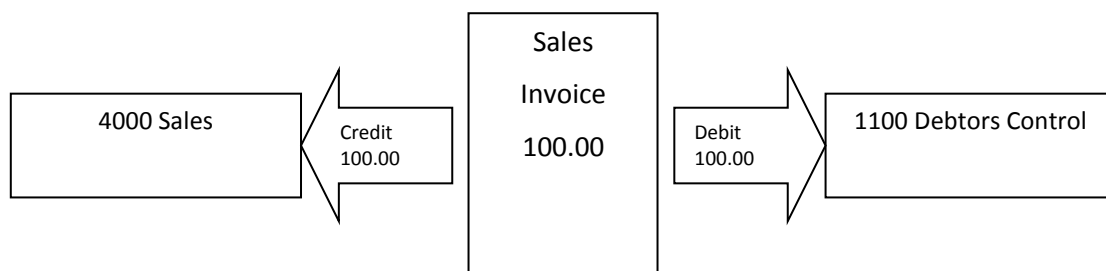 4000 Sales
Credit
100.00
Sales
Invoice
100.00
Debit
100.00
1100 Debtors Control